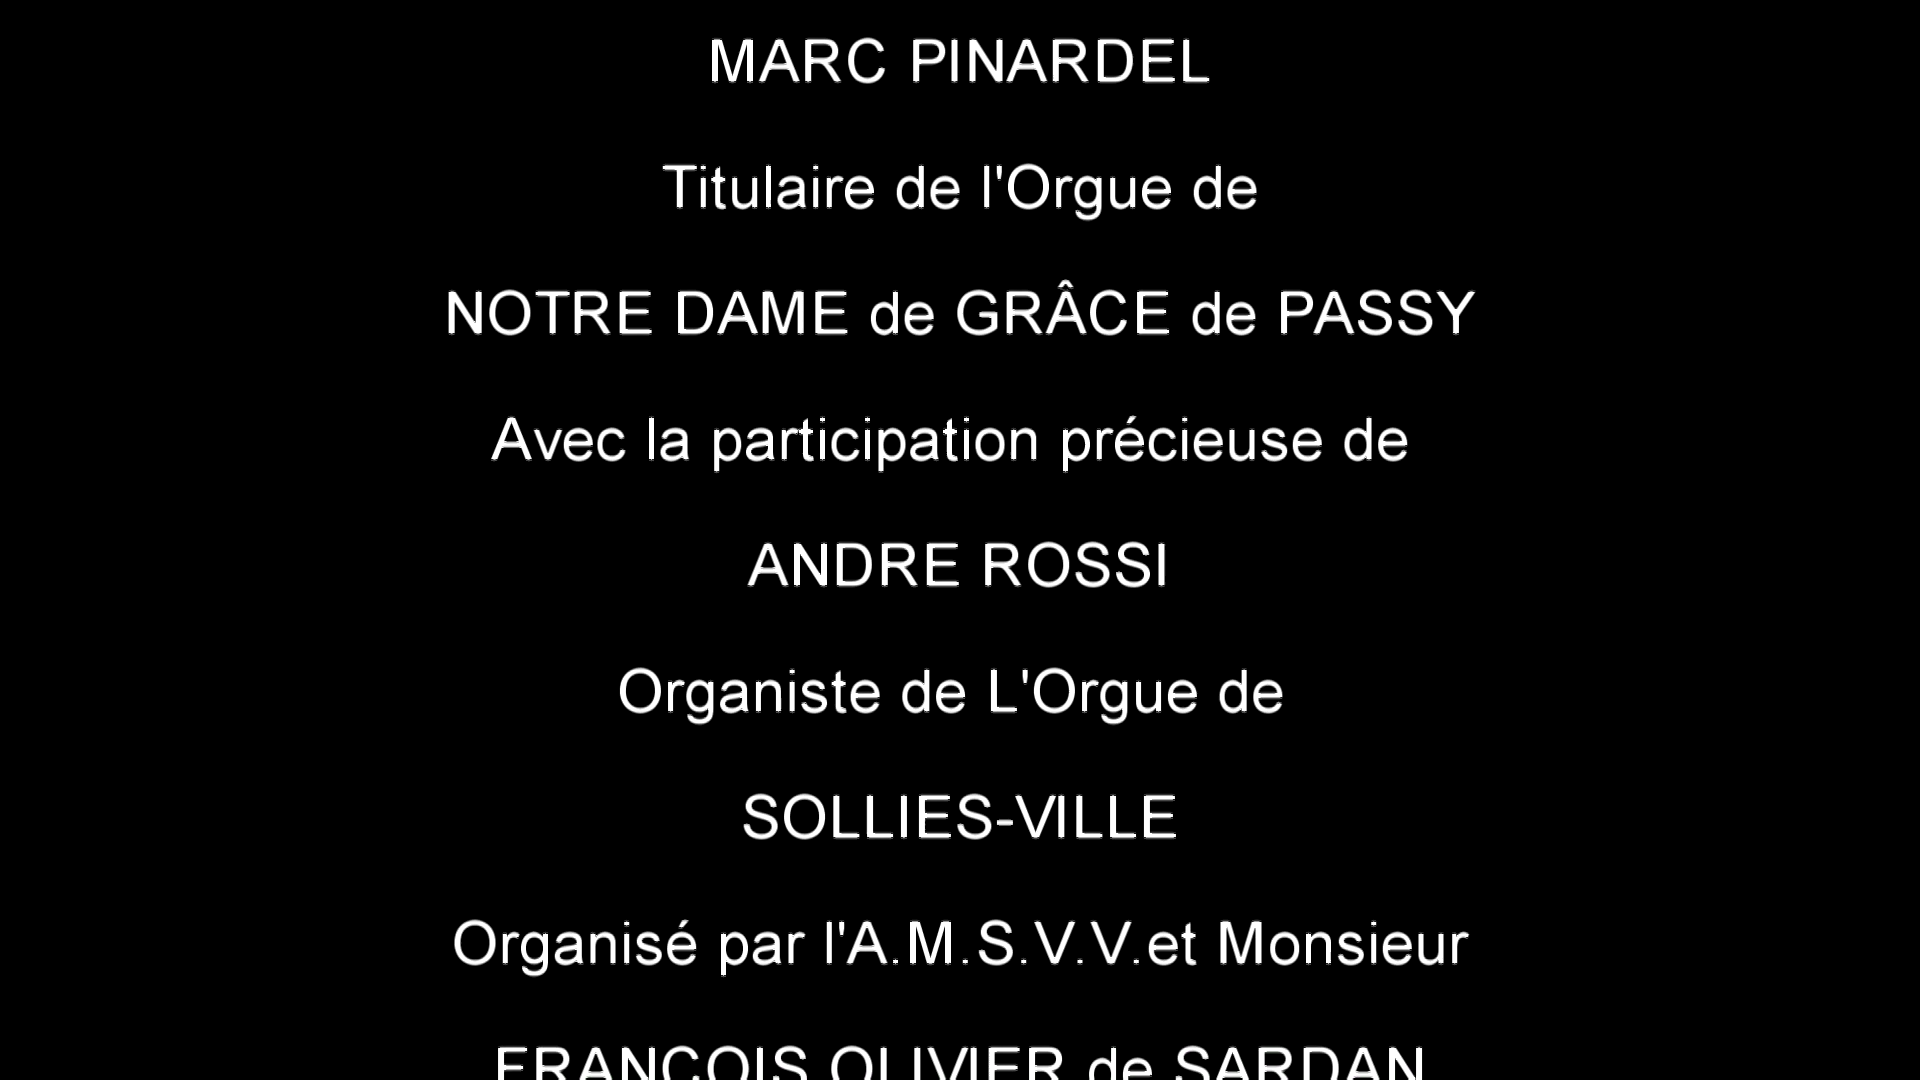 MARC PINARDEL
Titulaire de l'Orgue de
NOTRE DAME de GRÂCE de PASSY
Avec la participation précieuse de
ANDRE ROSSI
Organiste de L'Orgue de
SOLLIES-VILLE
Organisé par l'A.M.S.V.V.et Monsieur
FRANCOIS OLIVIER de SARDAN